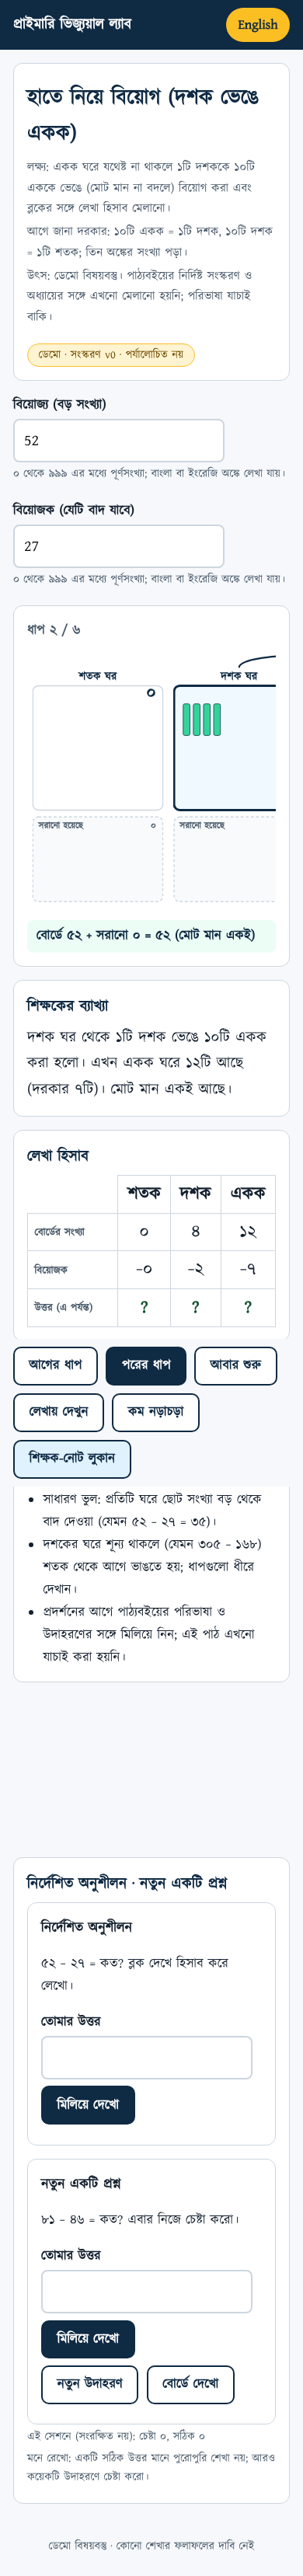 প্রাইমারি ভিজ্যুয়াল ল্যাব
English
হাতে নিয়ে বিয়োগ (দশক ভেঙে
একক)
লক্ষ্য: একক ঘরে যথেষ্ট না থাকলে ১টি দশককে ১০টি
এককে ভেঙে (মোট মান না বদলে) বিয়োগ করা এবং
ব্লকের সঙ্গে লেখা হিসাব মেলানো।
আগে জানা দরকার: ১০টি একক = ১টি দশক, ১০টি দশক
= ১টি শতক; তিন অঙ্কের সংখ্যা পড়া।
উৎস: ডেমো বিষয়বস্তু। পাঠ্যবইয়ের নির্দিষ্ট সংস্করণ ও
অধ্যায়ের সঙ্গে এখনো মেলানো হয়নি; পরিভাষা যাচাই
বাকি।
ডেমো · সংস্করণ v0 · পর্যালোচিত নয়
বিয়োজ্য (বড় সংখ্যা)
52
০ থেকে ৯৯৯ এর মধ্যে পূর্ণসংখ্যা; বাংলা বা ইংরেজি অঙ্কে লেখা যায়।
বিয়োজক (যেটি বাদ যাবে)
27
০ থেকে ৯৯৯ এর মধ্যে পূর্ণসংখ্যা; বাংলা বা ইংরেজি অঙ্কে লেখা যায়।
ধাপ ২ / ৬
শতক ঘর দশক ঘর
০
সরানো হয়েছে ০ সরানো হয়েছে
বোর্ডে ৫২ + সরানো ০ = ৫২ (মোট মান একই)
শিক্ষকের ব্যাখ্যা
দশক ঘর থেকে ১টি দশক ভেঙে ১০টি একক
করা হলো। এখন একক ঘরে ১২টি আছে
(দরকার ৭টি)। মোট মান একই আছে।
লেখা হিসাব
শতক দশক একক
বোর্ডের সংখ্যা ০ ৪ ১২
বিয়োজক −০ −২ −৭
উত্তর (এ পর্যন্ত) ? ? ?
আগের ধাপ পরের ধাপ আবার শুরু
লেখায় দেখুন কম নড়াচড়া
শিক্ষক-নোট লুকান
• সাধারণ ভুল: প্রতিটি ঘরে ছোট সংখ্যা বড় থেকে
বাদ দেওয়া (যেমন ৫২ − ২৭ = ৩৫)।
• দশকের ঘরে শূন্য থাকলে (যেমন ৩০৫ − ১৬৮)
শতক থেকে আগে ভাঙতে হয়; ধাপগুলো ধীরে
দেখান।
• প্রদর্শনের আগে পাঠ্যবইয়ের পরিভাষা ও
উদাহরণের সঙ্গে মিলিয়ে নিন; এই পাঠ এখনো
যাচাই করা হয়নি।
নির্দেশিত অনুশীলন · নতুন একটি প্রশ্ন
নির্দেশিত অনুশীলন
৫২ − ২৭ = কত? ব্লক দেখে হিসাব করে
লেখো।
তোমার উত্তর
মিলিয়ে দেখো
নতুন একটি প্রশ্ন
৮১ − ৪৬ = কত? এবার নিজে চেষ্টা করো।
তোমার উত্তর
মিলিয়ে দেখো
নতুন উদাহরণ বোর্ডে দেখো
এই সেশনে (সংরক্ষিত নয়): চেষ্টা ০, সঠিক ০
মনে রেখো: একটি সঠিক উত্তর মানে পুরোপুরি শেখা নয়; আরও
কয়েকটি উদাহরণে চেষ্টা করো।
ডেমো বিষয়বস্তু · কোনো শেখার ফলাফলের দাবি নেই